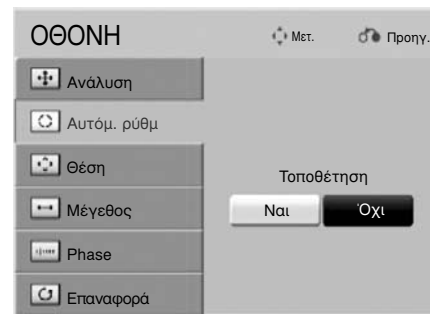 ΟΘΟΝΗ Μετ. Προηγ.
Ανάλυση
Αυτόμ. ρύθμ
Θέση
Μέγεθος
Phase
Επαναφορά
Τοποθέτηση
Ναι Όχι